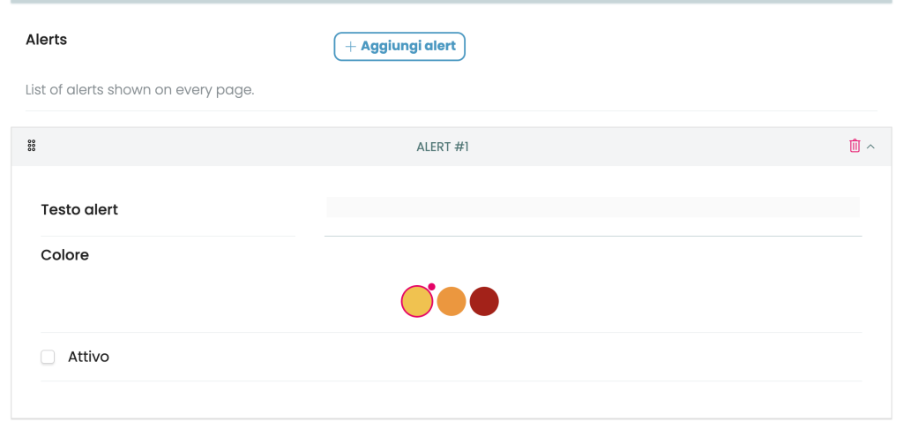 Alerts
+ Aggiungi alert
List of alerts shown on every page.
ALERT #1
Testo alert
Colore
Attivo